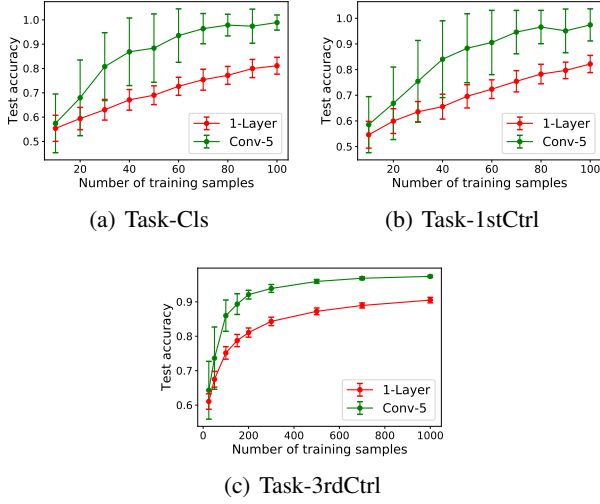 1.0
0.9
0.8
0.7
0.6
0.5
Test accuracy
1-Layer
Conv-5
20 40 60 80 100
Number of training samples
(a) Task-Cls
1.0
0.9
0.8
0.7
0.6
0.5
Test accuracy
1-Layer
Conv-5
20 40 60 80 100
Number of training samples
(b) Task-1stCtrl
0.9
0.8
0.7
0.6
Test accuracy
1-Layer
Conv-5
0 200 400 600 800 1000
Number of training samples
(c) Task-3rdCtrl